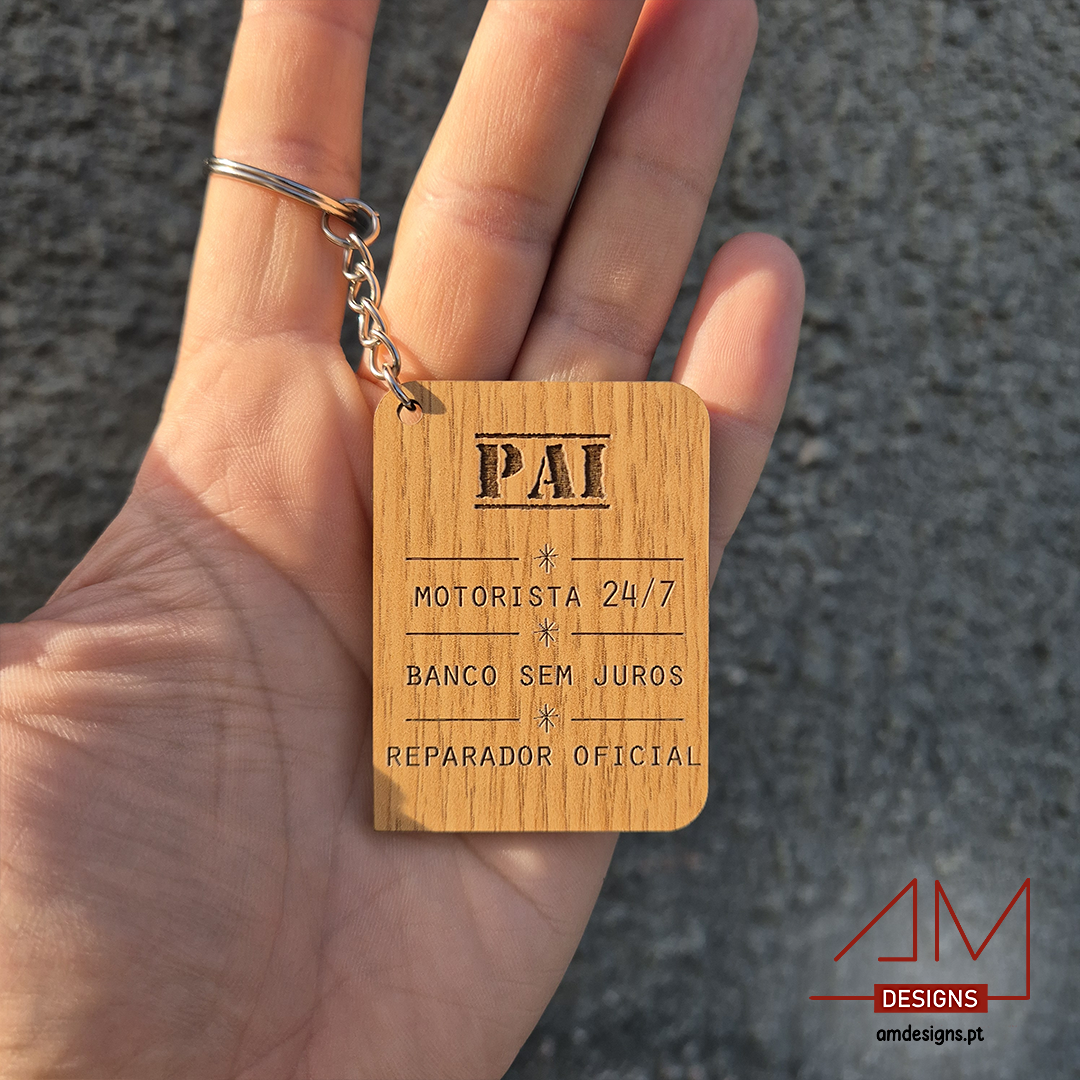 PAI
MOTORISTA 24/7
BANCO SEM JUROS
REPARADOR OFICIAL
AM
DESIGNS
amdesigns.pt